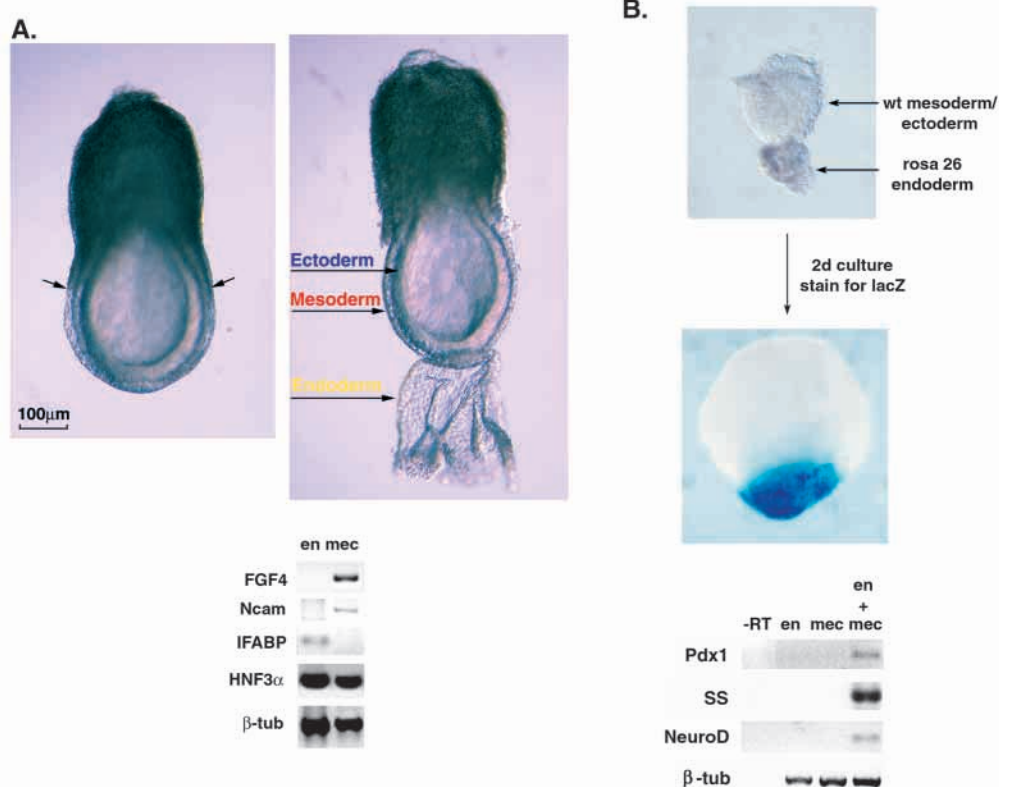 A.
Ectoderm
Mesoderm
Endoderm
100μm
en mec
FGF4
Ncam
IFABP
HNF3α
β-tub
B.
wt mesoderm/
ectoderm
rosa 26
endoderm
2d culture
stain for lacZ
en
+
-RT en mec mec
Pdx1
SS
NeuroD
β-tub